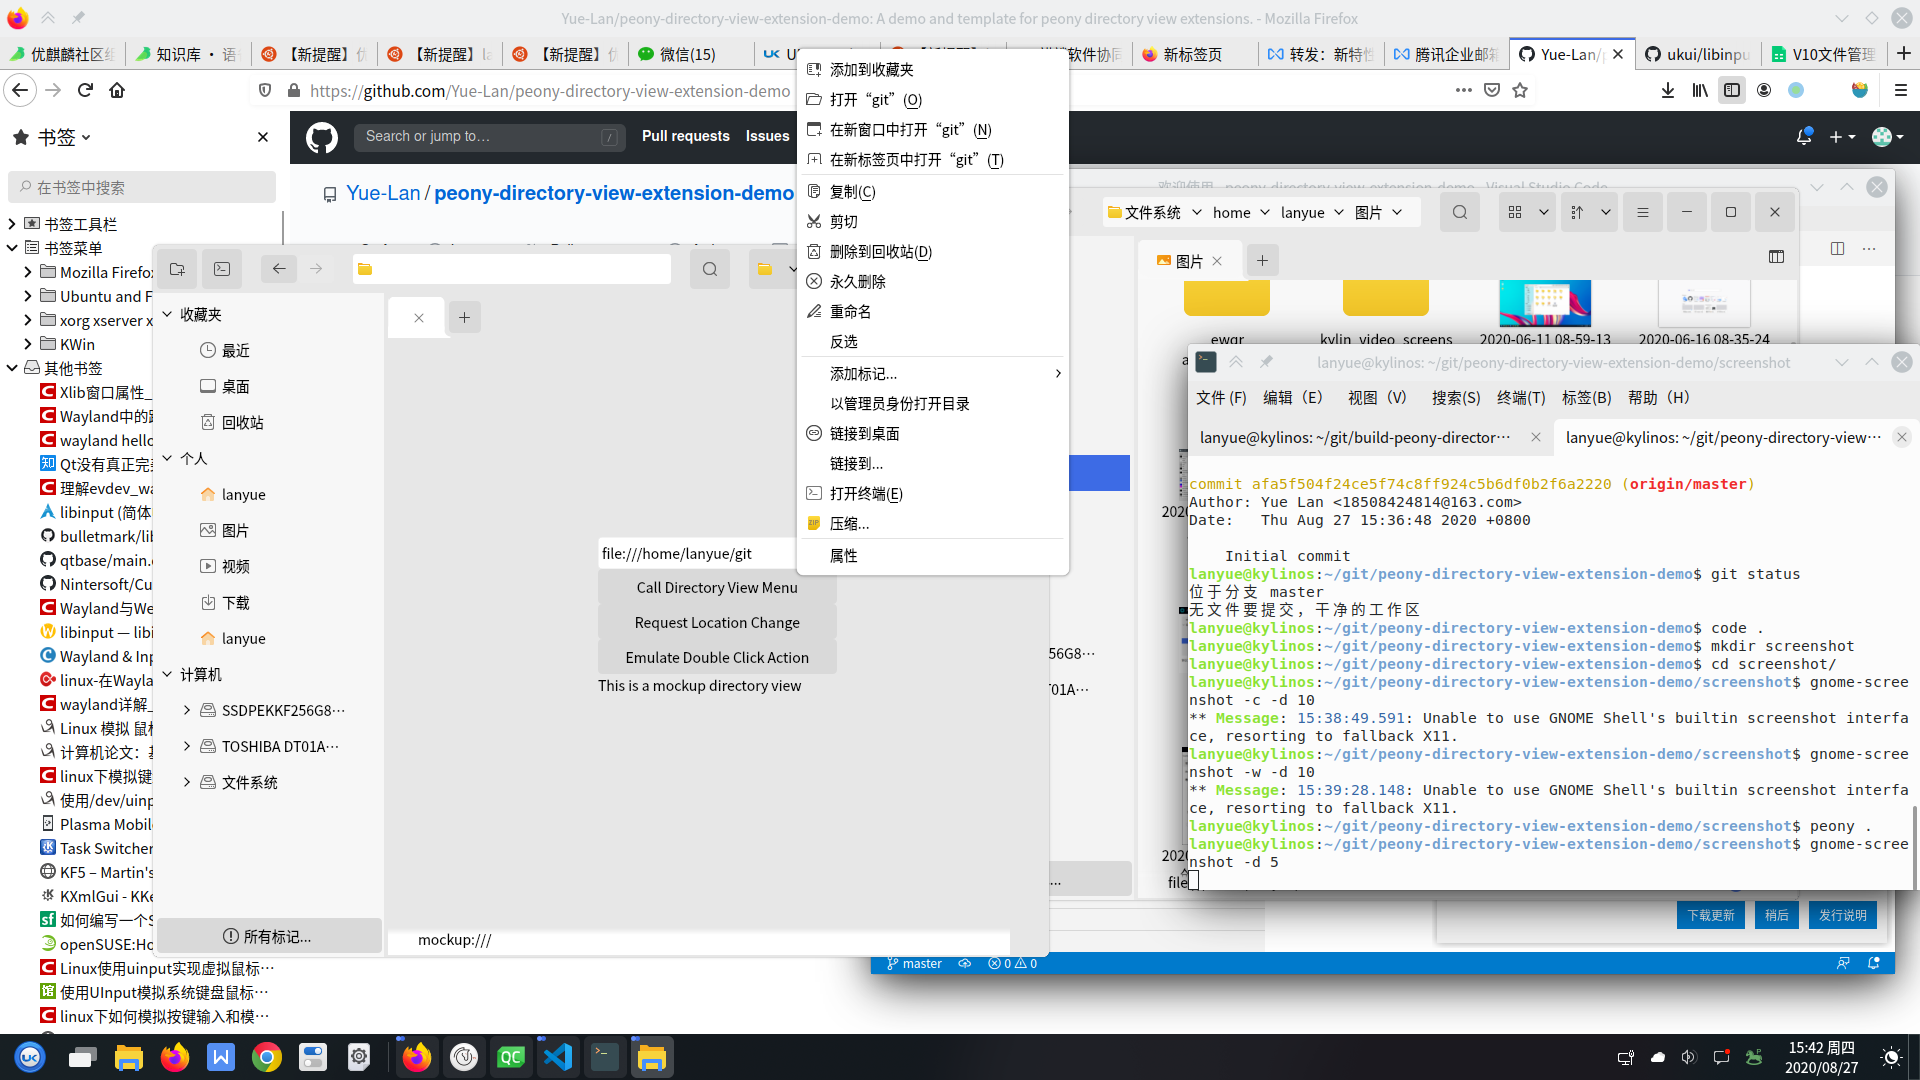 Yue-Lan/peony-directory-view-extension-demo: A demo and template for peony directory view extensions. - Mozilla Firefox
优麒麟社区组
知识库 · 语
【新提醒】
【新提醒】
【新提醒】
微信(15)
新标签页
转发：新特性
腾讯企业邮箱
Yue-Lan/
ukui/libinpu
V10文件管理
https://github.com/Yue-Lan/peony-directory-view-extension-demo
书签
在书签中搜索
书签工具栏
书签菜单
Mozilla Firefox
Ubuntu and F
xorg xserver x
KWin
其他书签
Xlib窗口属性_
Wayland中的
wayland hello
Qt没有真正完
理解evdev_wa
libinput (简体
bulletmark/lib
qtbase/main.
Nintersoft/Cu
Wayland与We
libinput — libi
Wayland & Inp
linux-在Wayla
wayland详解_
Linux 模拟 鼠
计算机论文：
linux下模拟键
使用/dev/uinp
Plasma Mobil
Task Switcher
KF5 – Martin's
KXmlGui - KKe
如何编写一个S
openSUSE:Ho
Linux使用uinput实现虚拟鼠标…
使用UInput模拟系统键盘鼠标…
linux下如何模拟按键输入和模…
Search or jump to…
/
Pull requests
Issues
Yue-Lan / peony-directory-view-extension-demo
收藏夹
最近
桌面
回收站
个人
lanyue
图片
视频
下载
lanyue
计算机
SSDPEKKF256G8…
TOSHIBA DT01A…
文件系统
所有标记...
file:///home/lanyue/git
Call Directory View Menu
Request Location Change
Emulate Double Click Action
This is a mockup directory view
mockup:///
添加到收藏夹
打开“git”(O)
在新窗口中打开“git”(N)
在新标签页中打开“git”(T)
复制(C)
剪切
删除到回收站(D)
永久删除
重命名
反选
添加标记...
以管理员身份打开目录
链接到桌面
链接到...
打开终端(E)
压缩...
属性
欢迎使用 - peony-directory-view-extension-demo - Visual Studio Code
文件系统
home
lanyue
图片
图片
ewqr
kylin_video_screens
2020-06-11 08-59-13
2020-06-16 08-35-24
56G8…
01A…
2020
2020
file
...
lanyue@kylinos: ~/git/peony-directory-view-extension-demo/screenshot
文件 (F) 编辑（E） 视图（V） 搜索(S) 终端(T) 标签(B) 帮助（H）
lanyue@kylinos: ~/git/build-peony-director…
lanyue@kylinos: ~/git/peony-directory-view…
commit afa5f504f24ce5f74c8ff924c5b6df0b2f6a2220 (origin/master)
Author: Yue Lan <18508424814@163.com>
Date:   Thu Aug 27 15:36:48 2020 +0800
Initial commit
lanyue@kylinos:~/git/peony-directory-view-extension-demo$ git status
位于分支 master
无文件要提交，干净的工作区
lanyue@kylinos:~/git/peony-directory-view-extension-demo$ code .
lanyue@kylinos:~/git/peony-directory-view-extension-demo$ mkdir screenshot
lanyue@kylinos:~/git/peony-directory-view-extension-demo$ cd screenshot/
lanyue@kylinos:~/git/peony-directory-view-extension-demo/screenshot$ gnome-scree
nshot -c -d 10
** Message: 15:38:49.591: Unable to use GNOME Shell's builtin screenshot interfa
ce, resorting to fallback X11.
lanyue@kylinos:~/git/peony-directory-view-extension-demo/screenshot$ gnome-scree
nshot -w -d 10
** Message: 15:39:28.148: Unable to use GNOME Shell's builtin screenshot interfa
ce, resorting to fallback X11.
lanyue@kylinos:~/git/peony-directory-view-extension-demo/screenshot$ peony .
lanyue@kylinos:~/git/peony-directory-view-extension-demo/screenshot$ gnome-scree
nshot -d 5
下载更新
稍后
发行说明
master
0
0
15:42 周四
2020/08/27